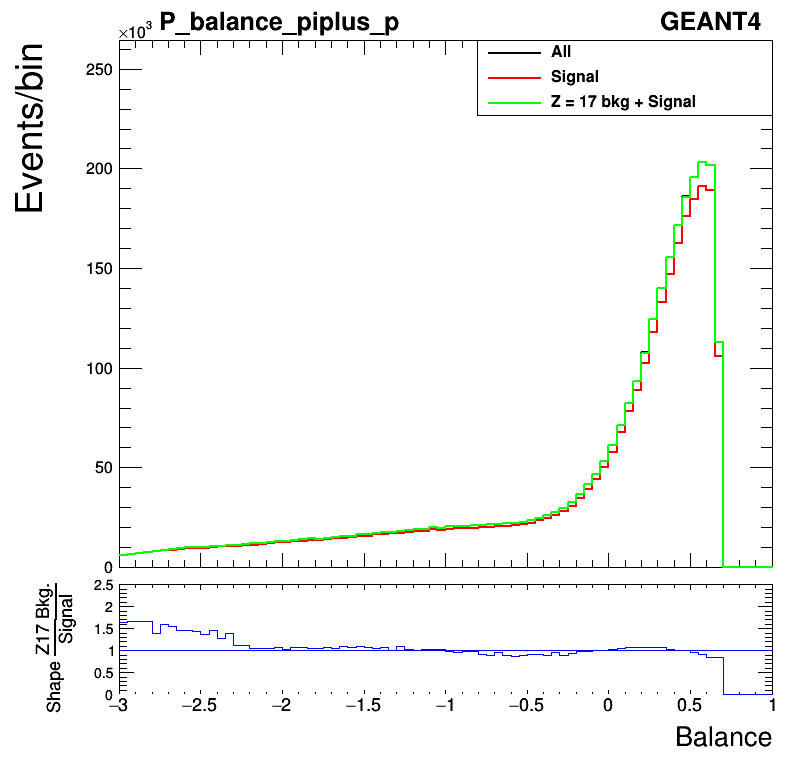 ×10³ P_balance_piplus_p GEANT4
All
Signal
Z = 17 bkg + Signal
Events/bin
250
200
150
100
50
0
2.5
2
1.5
1
0.5
0
Shape Z17 Bkg. / Signal
−3 −2.5 −2 −1.5 −1 −0.5 0 0.5 1
Balance